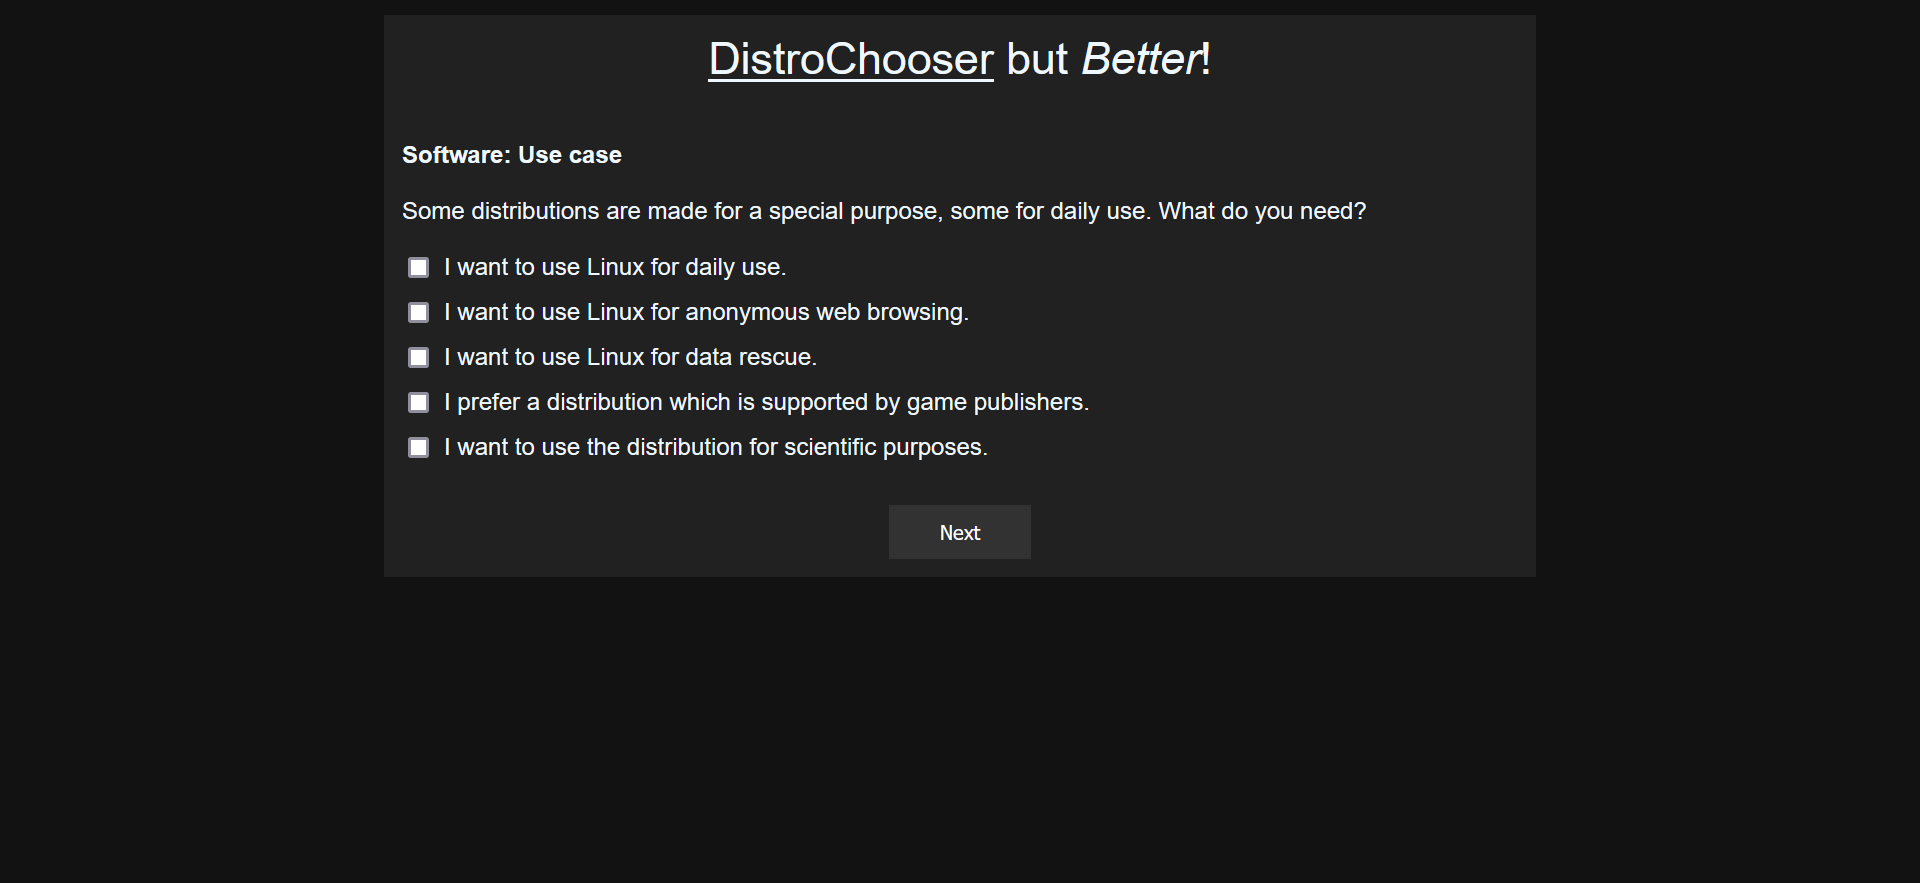 DistroChooser but Better!
Software: Use case
Some distributions are made for a special purpose, some for daily use. What do you need?
I want to use Linux for daily use.
I want to use Linux for anonymous web browsing.
I want to use Linux for data rescue.
I prefer a distribution which is supported by game publishers.
I want to use the distribution for scientific purposes.
Next